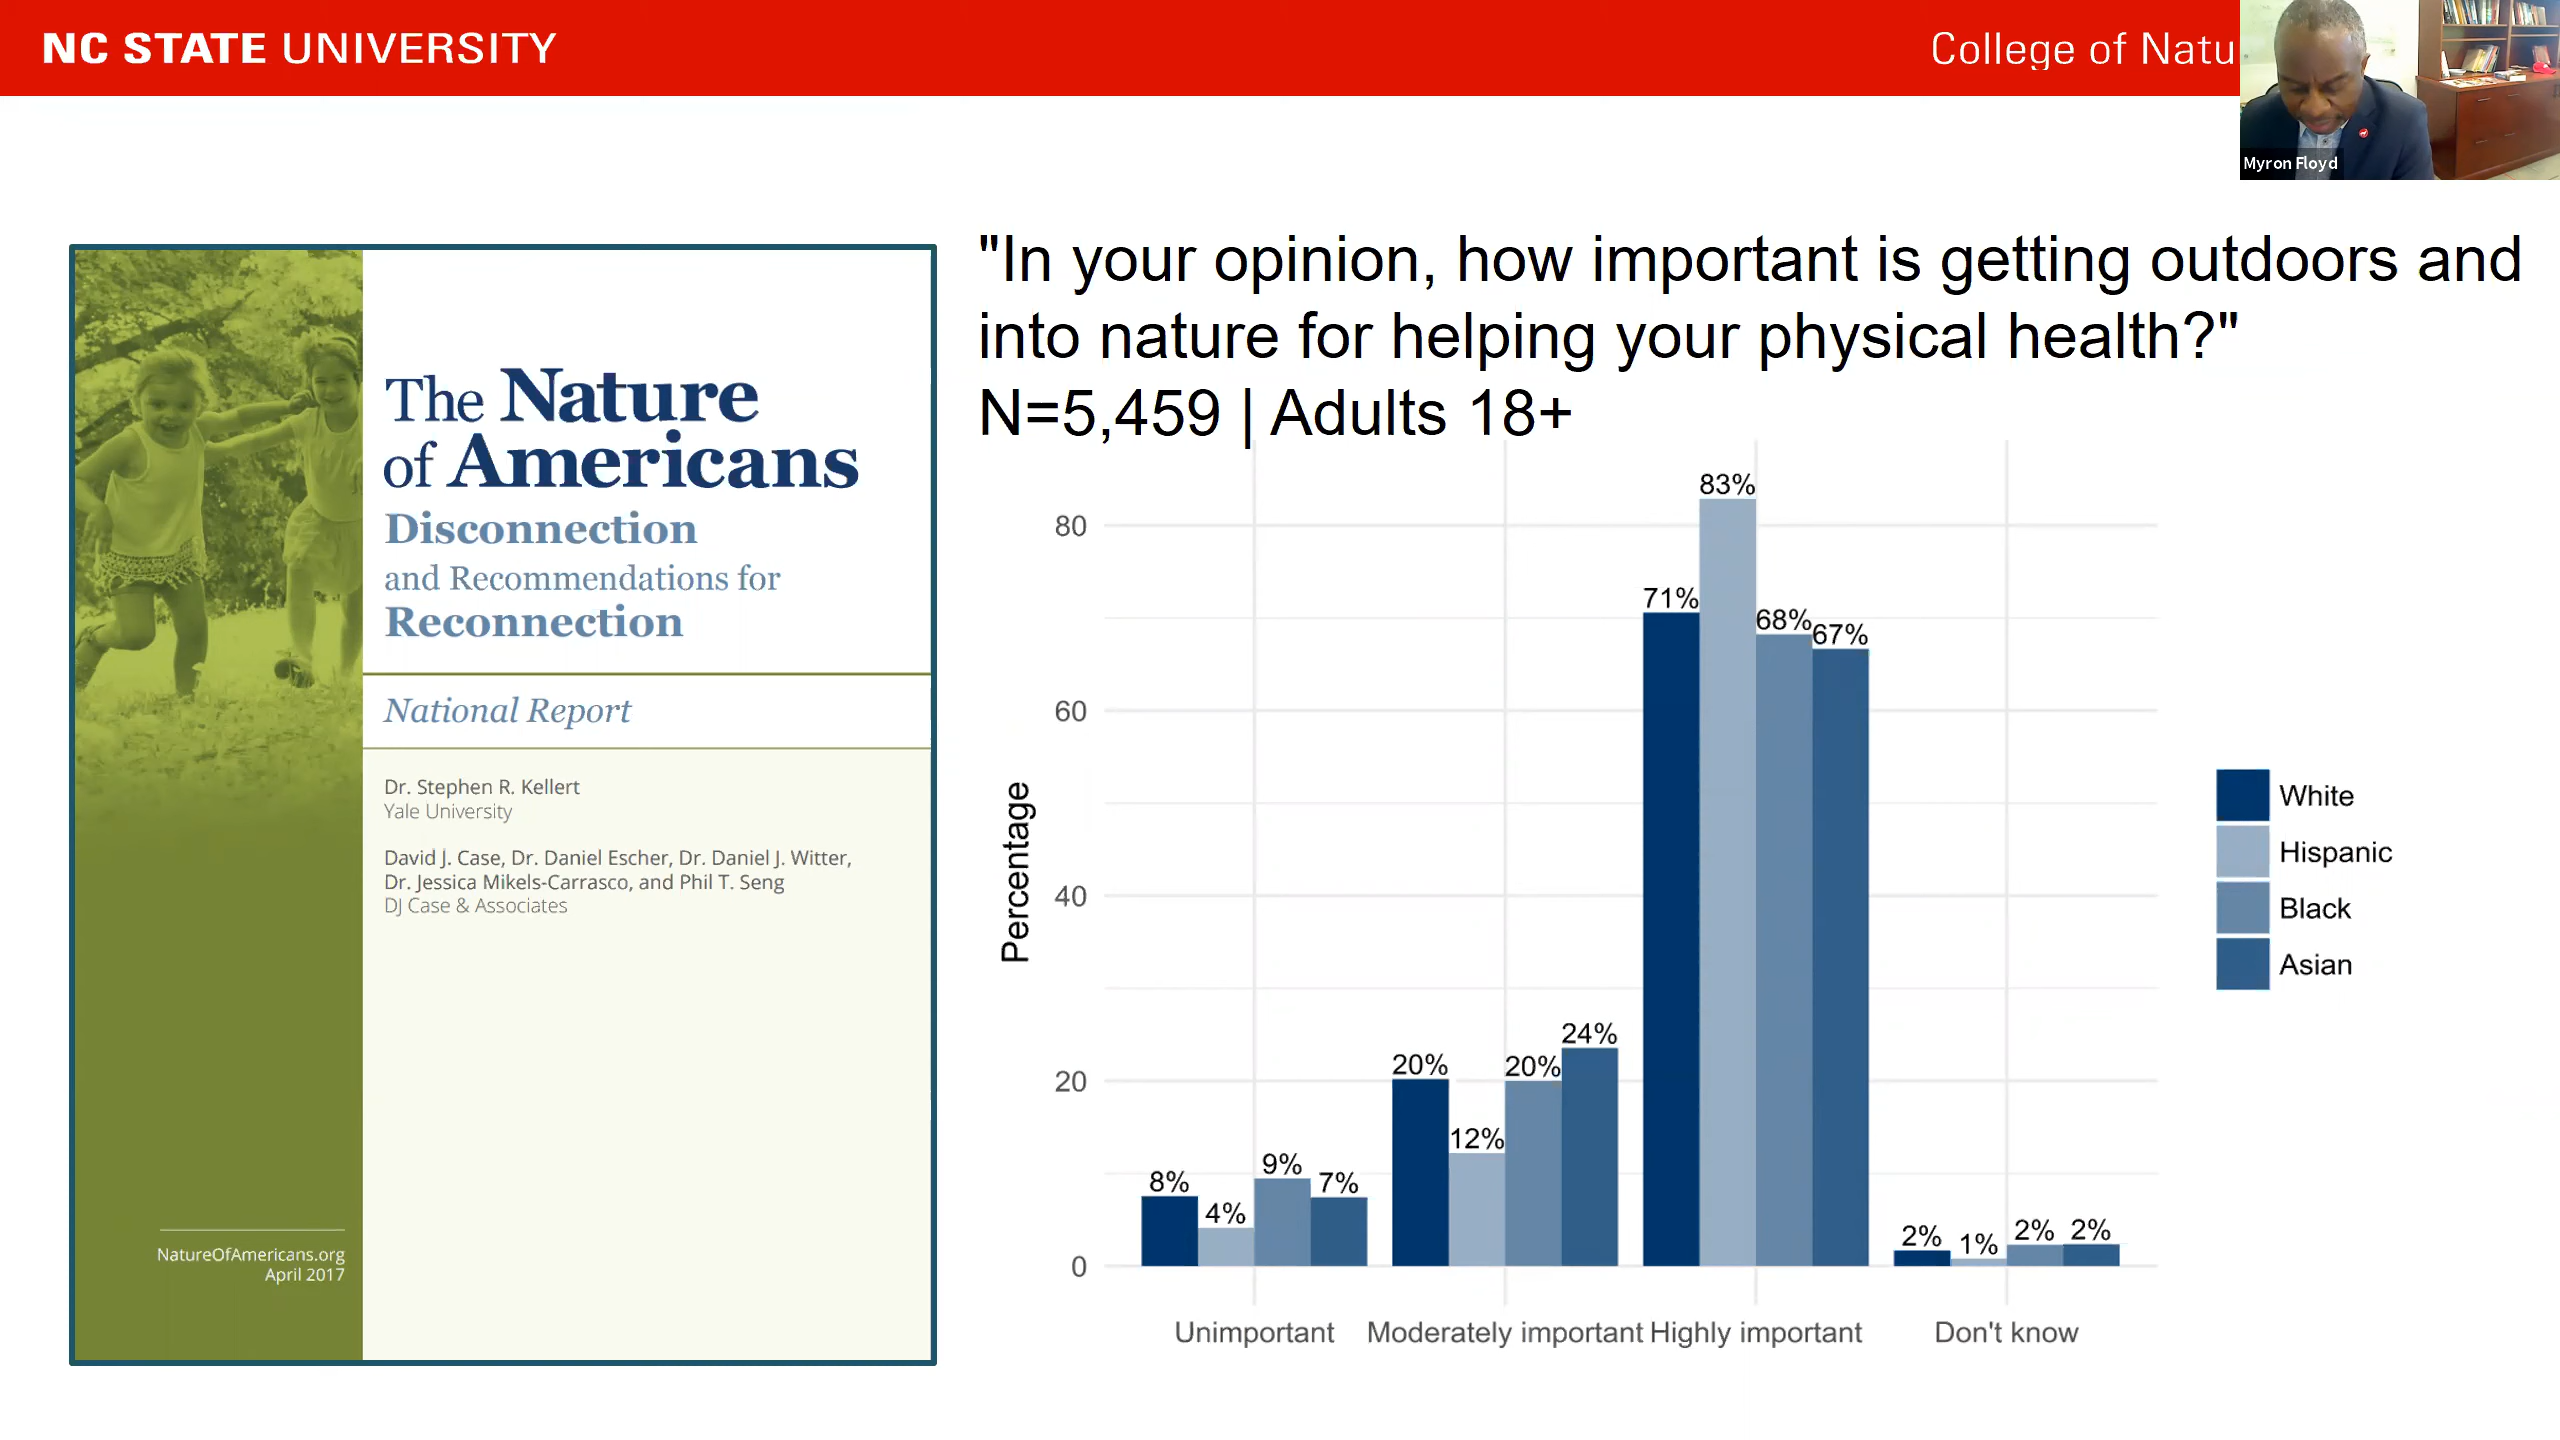 NC STATE UNIVERSITY
College of Natu
Myron Floyd
The Nature
of Americans
Disconnection
and Recommendations for
Reconnection
National Report
Dr. Stephen R. Kellert
Yale University
David J. Case, Dr. Daniel Escher, Dr. Daniel J. Witter,
Dr. Jessica Mikels-Carrasco, and Phil T. Seng
DJ Case & Associates
NatureOfAmericans.org
April 2017
"In your opinion, how important is getting outdoors and
into nature for helping your physical health?"
N=5,459 | Adults 18+
Percentage
80
60
40
20
0
8%
4%
9%
7%
20%
12%
20%
24%
71%
83%
68%
67%
2%
1%
2%
2%
Unimportant
Moderately important
Highly important
Don't know
White
Hispanic
Black
Asian